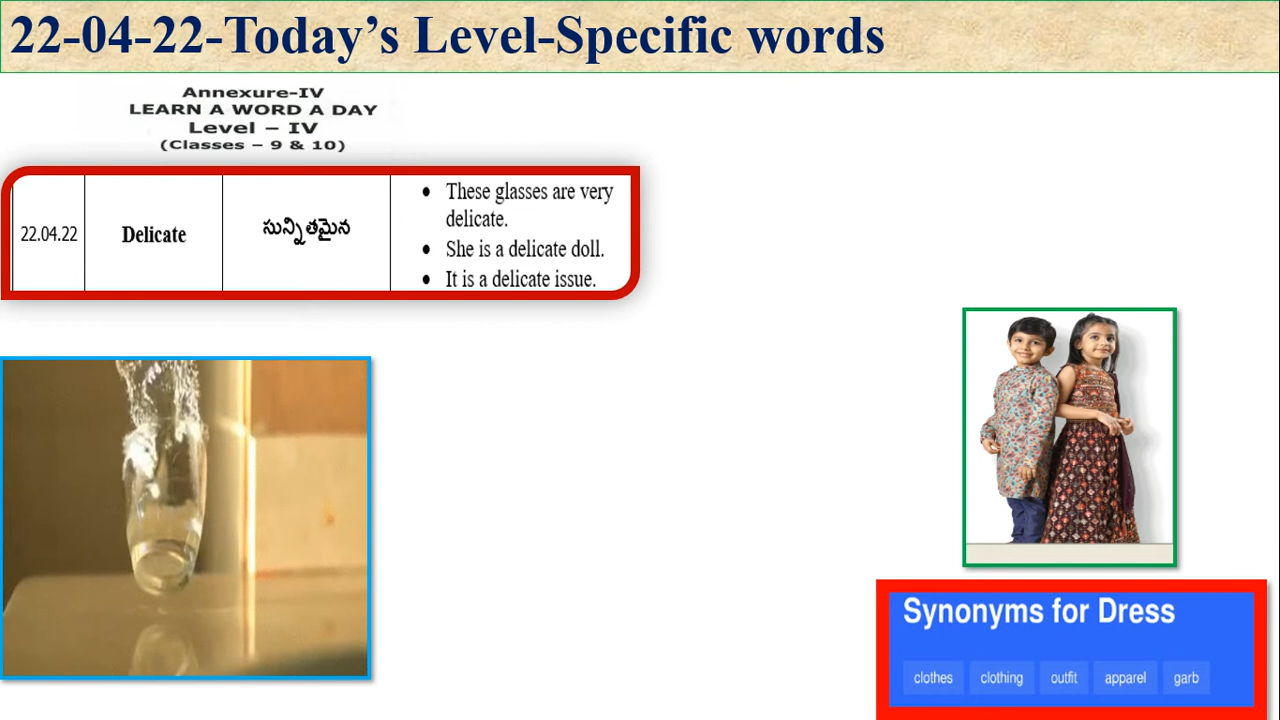 22-04-22-Today’s Level-Specific words
Annexure-IV
LEARN A WORD A DAY
Level – IV
(Classes – 9 & 10)
22.04.22 Delicate సున్నితమైన
• These glasses are very
delicate.
• She is a delicate doll.
• It is a delicate issue.
Synonyms for Dress
clothes clothing outfit apparel garb